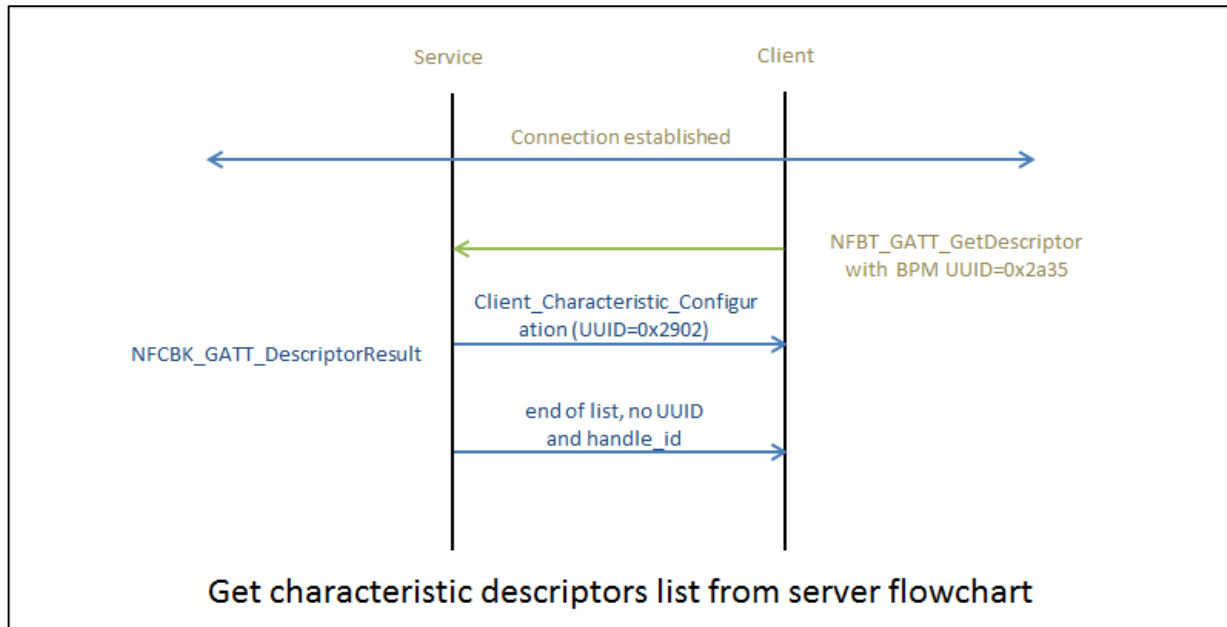 Service
Client
Connection established
NFBT_GATT_GetDescriptor
with BPM UUID=0x2a35
Client_Characteristic_Configur
ation (UUID=0x2902)
NFCBK_GATT_DescriptorResult
end of list, no UUID
and handle_id
Get characteristic descriptors list from server flowchart